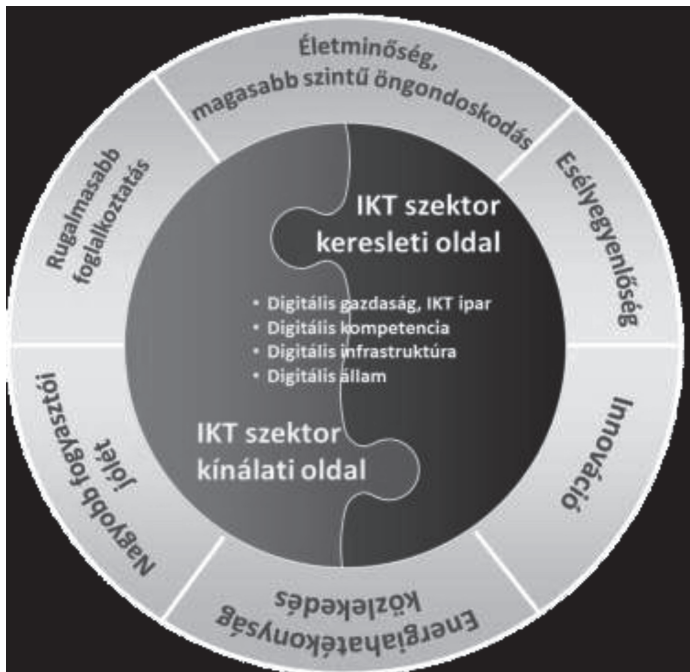 Életminőség,
magasabb szintű öngondoskodás
Esélyegyenlőség
Innováció
Energiahatékonyság
közlekedés
Nagyobb fogyasztói
jólét
Rugalmasabb
foglalkoztatás
IKT szektor
keresleti oldal
• Digitális gazdaság, IKT ipar
• Digitális kompetencia
• Digitális infrastruktúra
• Digitális állam
IKT szektor
kínálati oldal